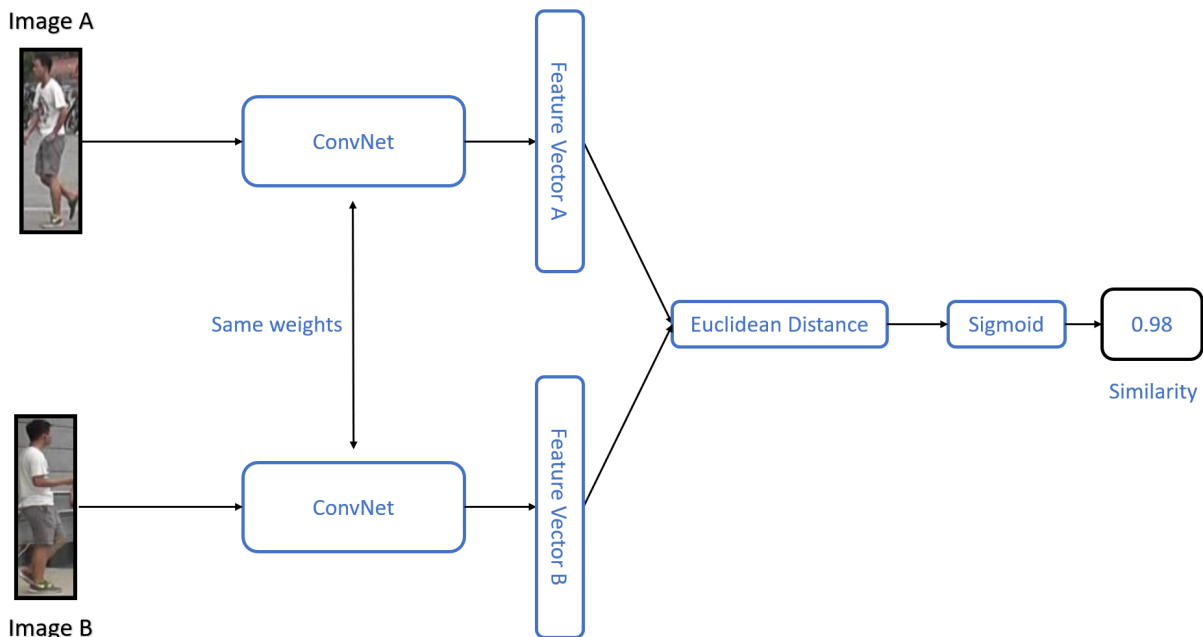 Image A
ConvNet
Feature Vector A
Same weights
Euclidean Distance
Sigmoid
0.98
Similarity
ConvNet
Feature Vector B
Image B